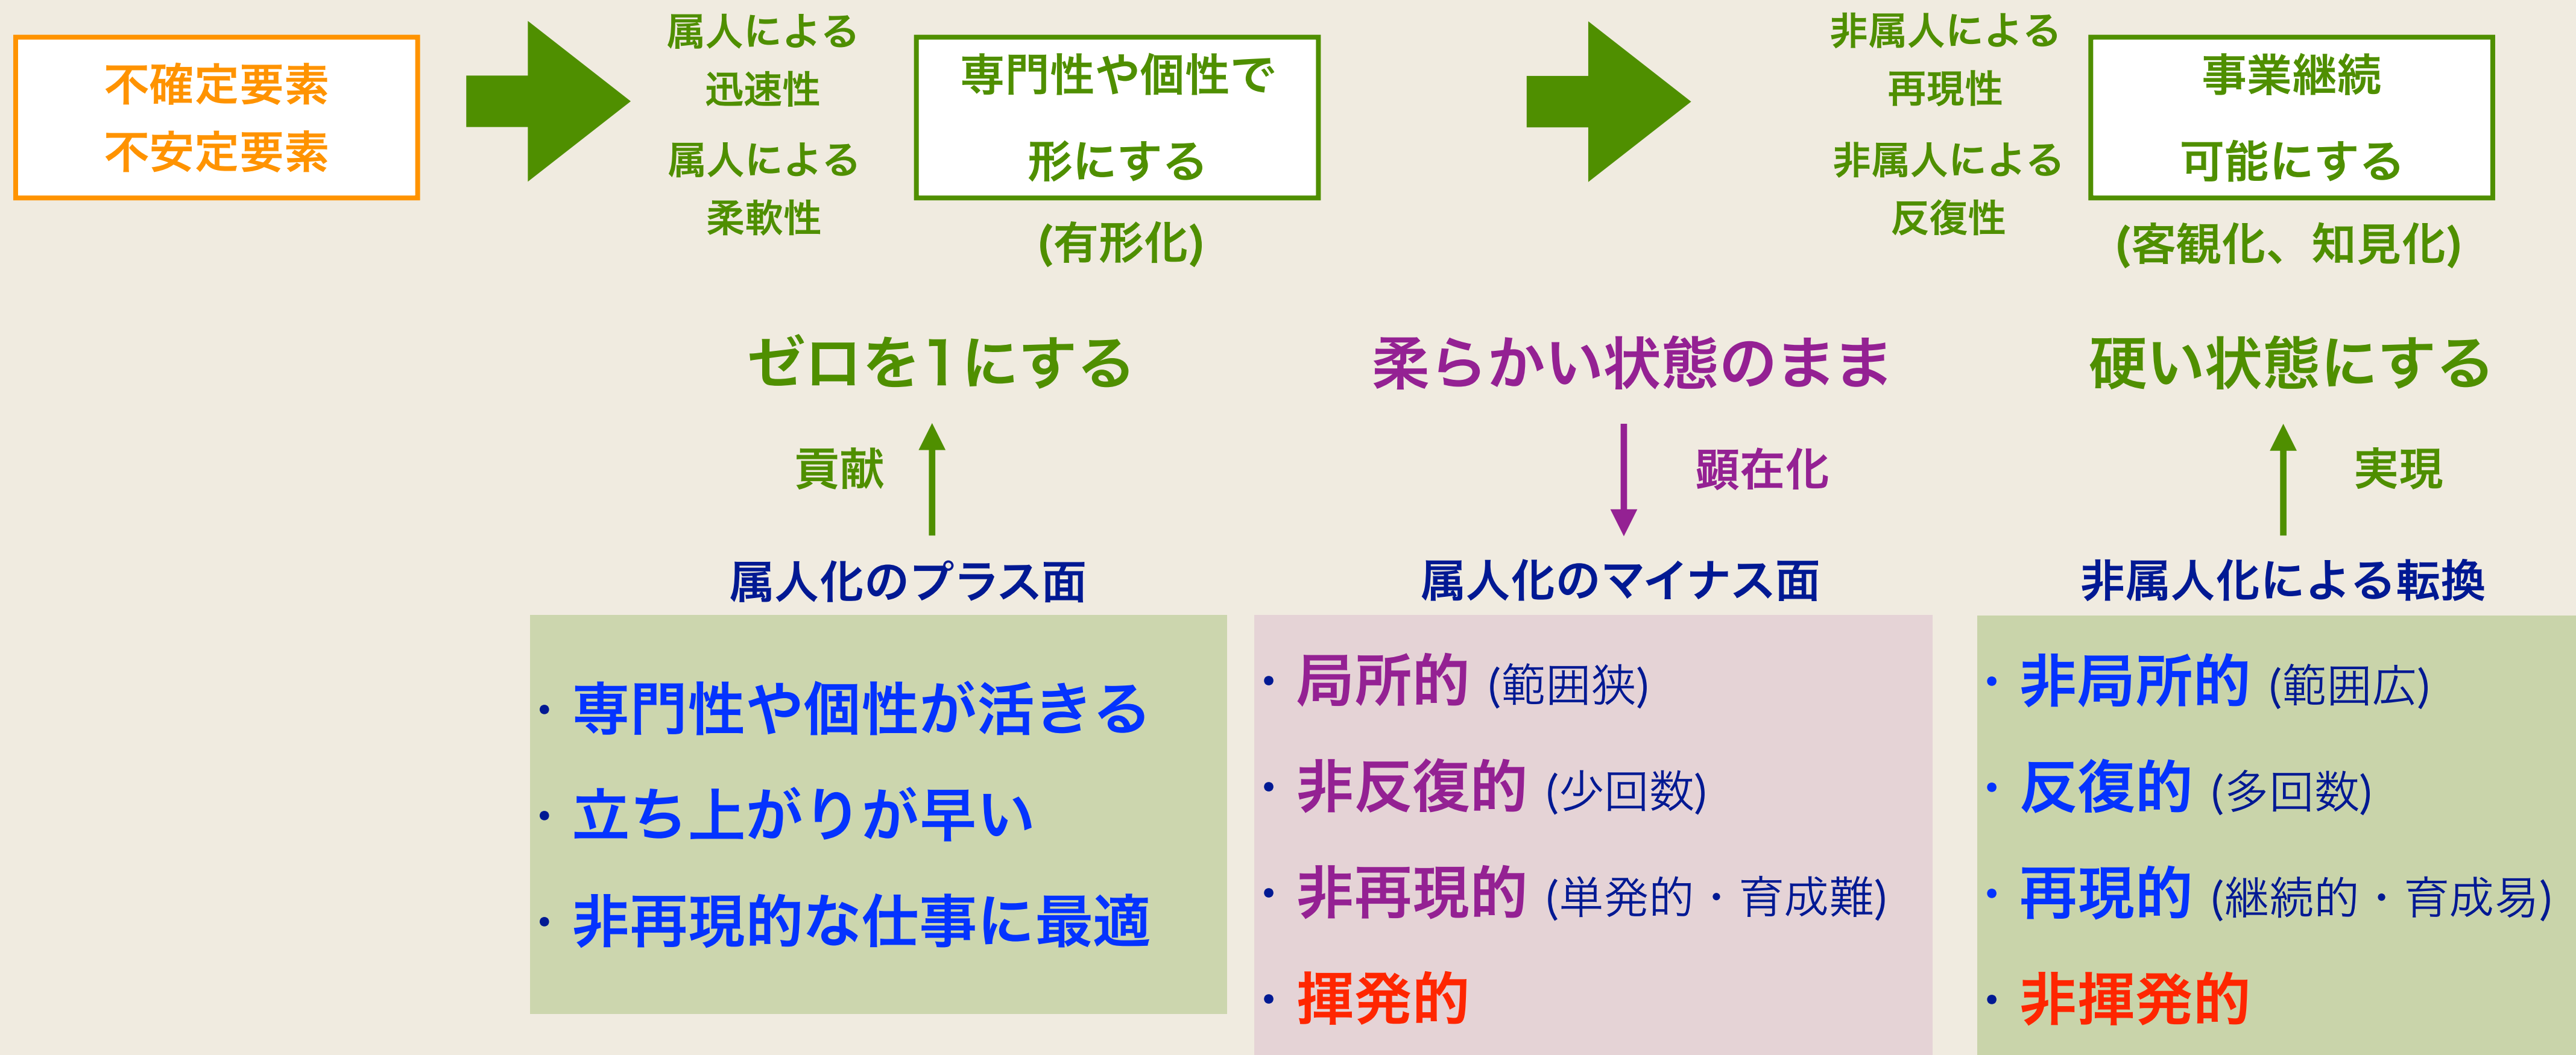 不確定要素
不安定要素
属人による
迅速性
属人による
柔軟性
専門性や個性で
形にする
(有形化)
非属人による
再現性
非属人による
反復性
事業継続
可能にする
(客観化、知見化)
ゼロを1にする
柔らかい状態のまま
硬い状態にする
貢献
顕在化
実現
属人化のプラス面
・専門性や個性が活きる
・立ち上がりが早い
・非再現的な仕事に最適
属人化のマイナス面
・局所的 (範囲狭)
・非反復的 (少回数)
・非再現的 (単発的・育成難)
・揮発的
非属人化による転換
・非局所的 (範囲広)
・反復的 (多回数)
・再現的 (継続的・育成易)
・非揮発的